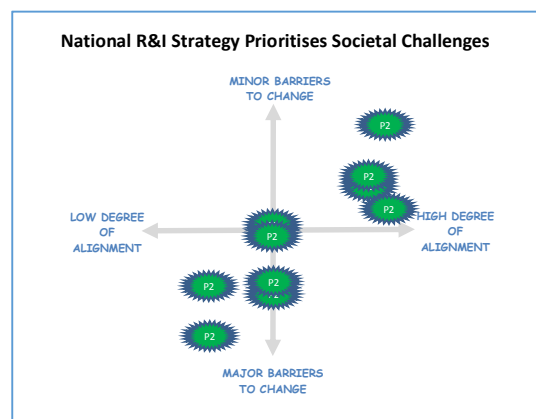 National R&I Strategy Prioritises Societal Challenges
MINOR BARRIERS
TO CHANGE
P2
P2
P2
LOW DEGREE
OF
ALIGNMENT
HIGH DEGREE
OF
ALIGNMENT
P2
P2
P2
P2
P2
MAJOR BARRIERS
TO CHANGE